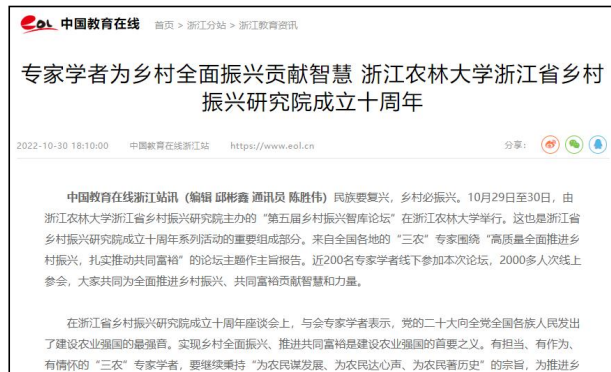 eol 中国教育在线 首页 > 浙江分站 > 浙江教育资讯
专家学者为乡村全面振兴贡献智慧 浙江农林大学浙江省乡村
振兴研究院成立十周年
2022-10-30 18:10:00 中国教育在线浙江站 https://www.eol.cn 分享：
中国教育在线浙江站讯（编辑 邱彬鑫 通讯员 陈胜伟）民族要复兴，乡村必振兴。10月29日至30日，由
浙江农林大学浙江省乡村振兴研究院主办的“第五届乡村振兴智库论坛”在浙江农林大学举行。这也是浙江省
乡村振兴研究院成立十周年系列活动的重要组成部分。来自全国各地的“三农”专家围绕“高质量全面推进乡
村振兴，扎实推动共同富裕”的论坛主题作主旨报告。近200名专家学者线下参加本次论坛，2000多人次线上
参会，大家共同为全面推进乡村振兴、共同富裕贡献智慧和力量。
在浙江省乡村振兴研究院成立十周年座谈会上，与会专家学者表示，党的二十大向全党全国各族人民发出
了建设农业强国的最强音。实现乡村全面振兴、推进共同富裕是建设农业强国的首要之义。有担当、有作为、
有情怀的“三农”专家学者，要继续秉持“为农民谋发展、为农民达心声、为农民著历史”的宗旨，为推进乡